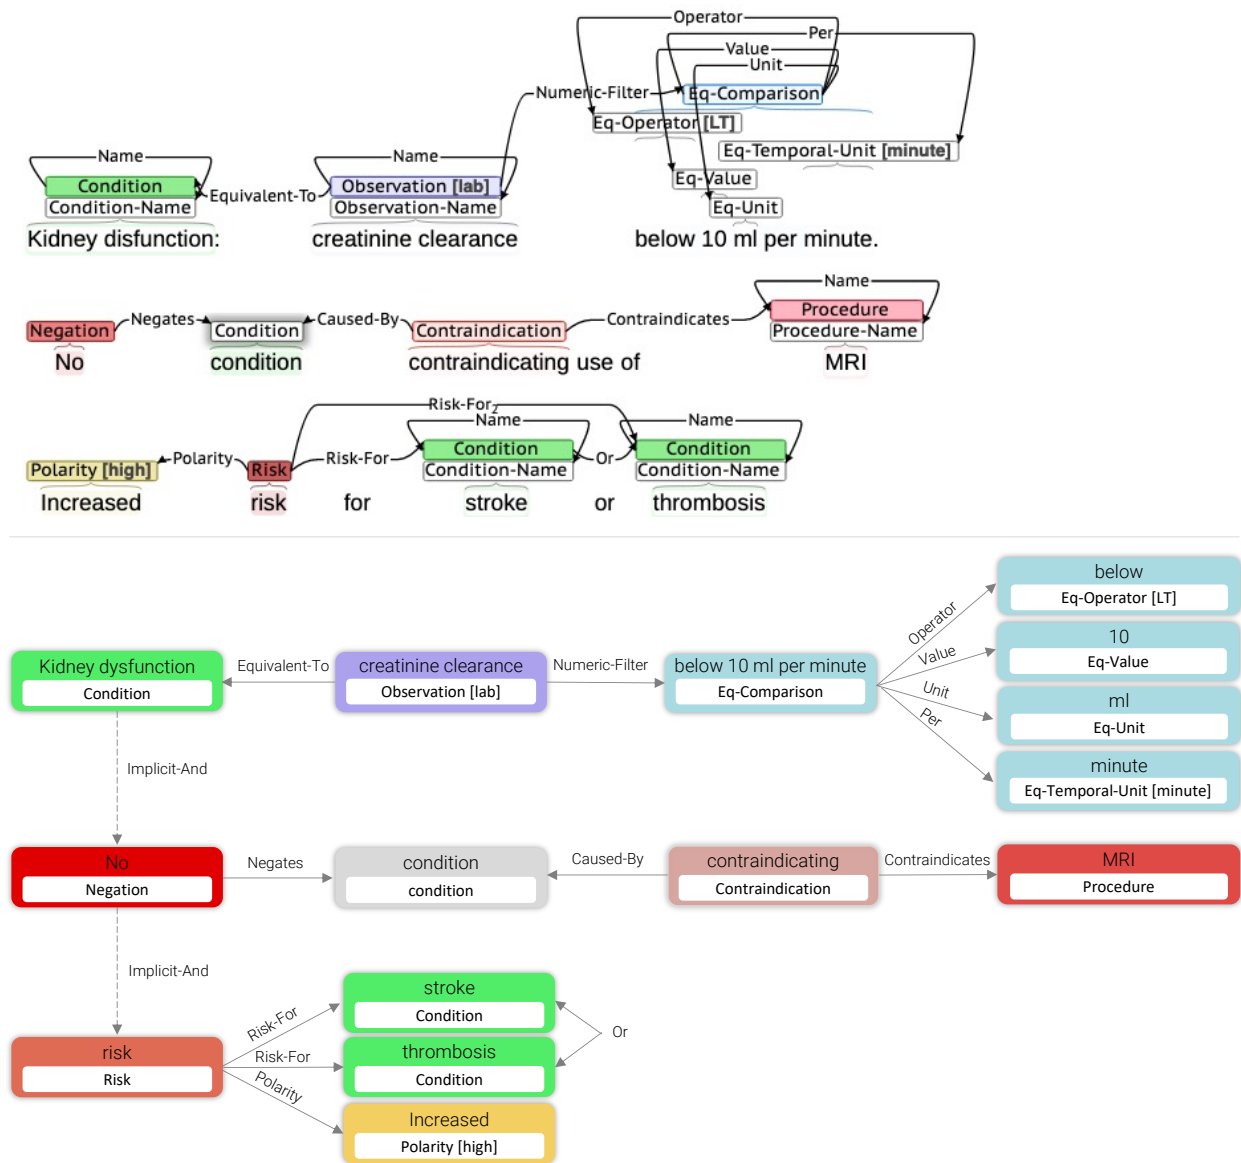 Operator
Per
Value
Unit
Numeric-Filter Eq-Comparison
Eq-Operator [LT]
Name Name Eq-Temporal-Unit [minute]
Condition Equivalent-To Observation [lab] Eq-Value
Condition-Name Observation-Name Eq-Unit
Kidney disfunction: creatinine clearance below 10 ml per minute.
Name
Negation Negates Condition Caused-By Contraindication Contraindicates Procedure
Procedure-Name
No condition contraindicating use of MRI
Risk-For2
Name Name
Polarity [high] Polarity Risk Risk-For Condition Or Condition
Condition-Name Condition-Name
Increased risk for stroke or thrombosis
below
Operator Eq-Operator [LT]
Kidney dysfunction Equivalent-To creatinine clearance Numeric-Filter below 10 ml per minute Value 10
Condition Observation [lab] Eq-Comparison Eq-Value
Unit ml
Per Eq-Unit
Implicit-And minute
Eq-Temporal-Unit [minute]
No Negates condition Caused-By contraindicating Contraindicates MRI
Negation condition Contraindication Procedure
Implicit-And
stroke
Risk-For Condition Or
risk Risk-For thrombosis
Risk Condition
Polarity Increased
Polarity [high]